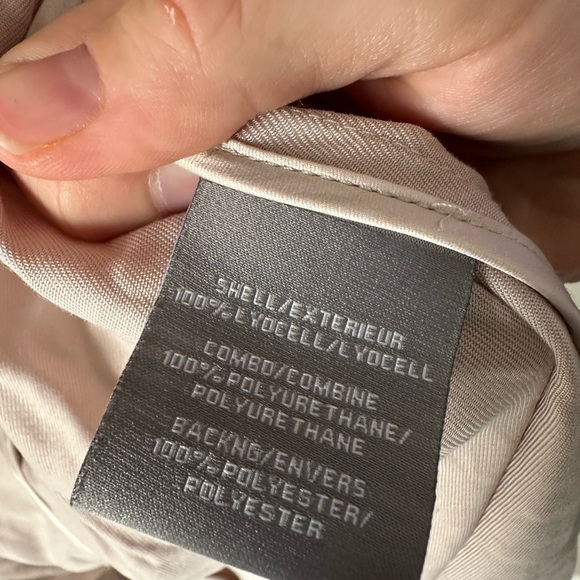 SHELL/EXTERIEUR
100% LYOCELL/LYOCELL
COMBO/COMBINE
100% POLYURETHANE/
POLYURETHANE
BACKNG/ENVERS
100% POLYESTER/
POLYESTER